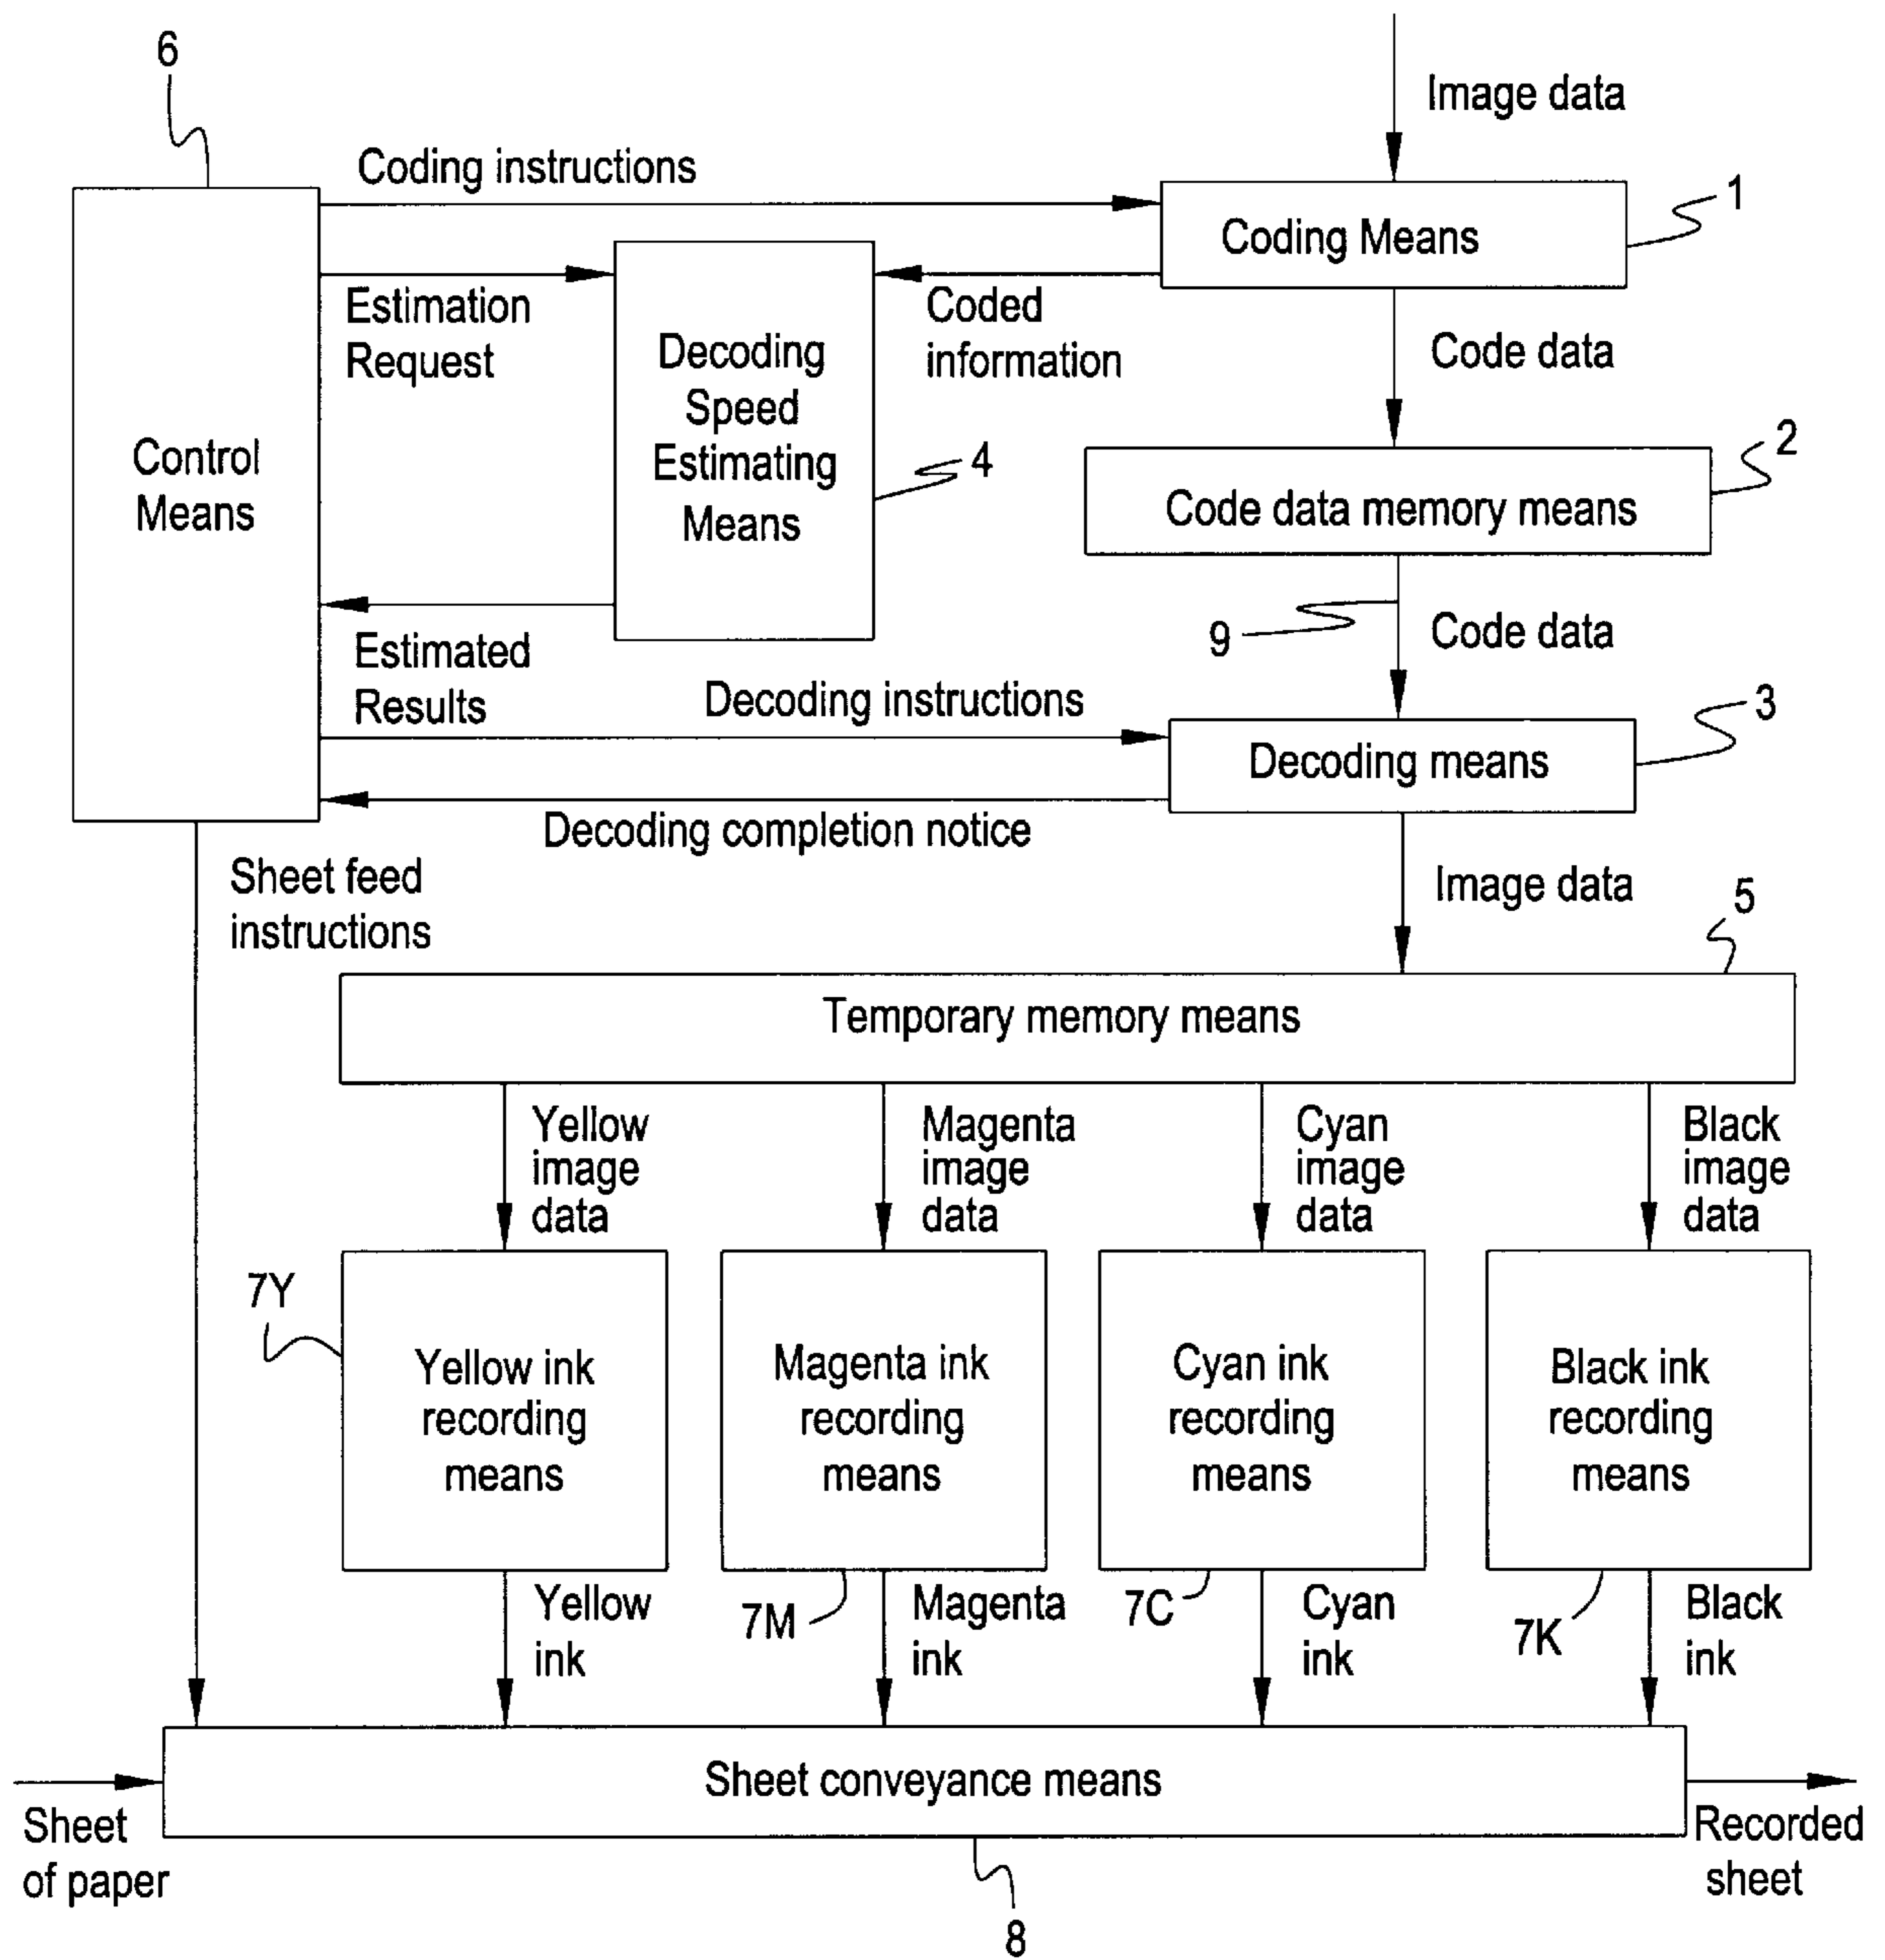 6
Image data
Coding instructions
1
Coding Means
Estimation
Request
Coded
information
Decoding
Speed
Estimating
Means
4
Code data
Control
Means
2
Code data memory means
9
Code data
Estimated
Results
Decoding instructions
3
Decoding means
Decoding completion notice
Sheet feed
instructions
Image data
5
Temporary memory means
Yellow
image
data
Magenta
image
data
Cyan
image
data
Black
image
data
7Y
Yellow ink
recording
means
Magenta ink
recording
means
Cyan ink
recording
means
Black ink
recording
means
Yellow
ink
7M
Magenta
ink
7C
Cyan
ink
7K
Black
ink
Sheet conveyance means
Sheet
of paper
Recorded
sheet
8